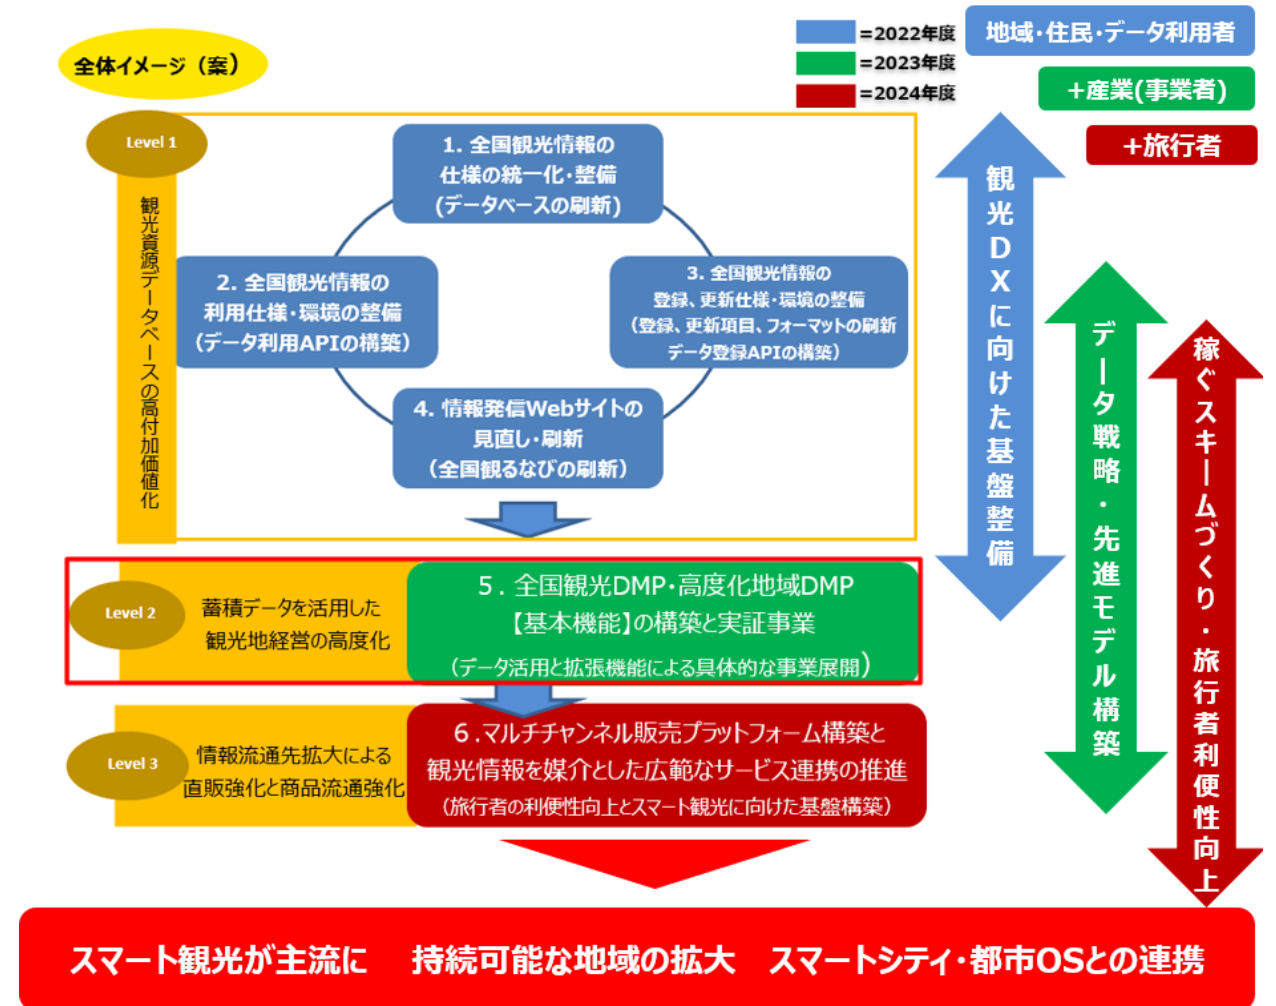 全体イメージ（案）
=2022年度
=2023年度
=2024年度
地域・住民・データ利用者
+産業(事業者)
+旅行者
Level 1
観光資源データベースの高付加価値化
1. 全国観光情報の
仕様の統一化・整備
(データベースの刷新)
2. 全国観光情報の
利用仕様・環境の整備
(データ利用APIの構築)
3. 全国観光情報の
登録、更新仕様・環境の整備
(登録、更新項目、フォーマットの刷新
データ登録APIの構築)
4. 情報発信Webサイトの
見直し・刷新
(全国観るなびの刷新)
Level 2
蓄積データを活用した
観光地経営の高度化
5．全国観光DMP・高度化地域DMP
【基本機能】の構築と実証事業
（データ活用と拡張機能による具体的な事業展開）
Level 3
情報流通先拡大による
直販強化と商品流通強化
６.マルチチャンネル販売プラットフォーム構築と
観光情報を媒介とした広範なサービス連携の推進
（旅行者の利便性向上とスマート観光に向けた基盤構築）
観光DXに向けた基盤整備
データ戦略・先進モデル構築
稼ぐスキームづくり・旅行者利便性向上
スマート観光が主流に　持続可能な地域の拡大　スマートシティ・都市OSとの連携